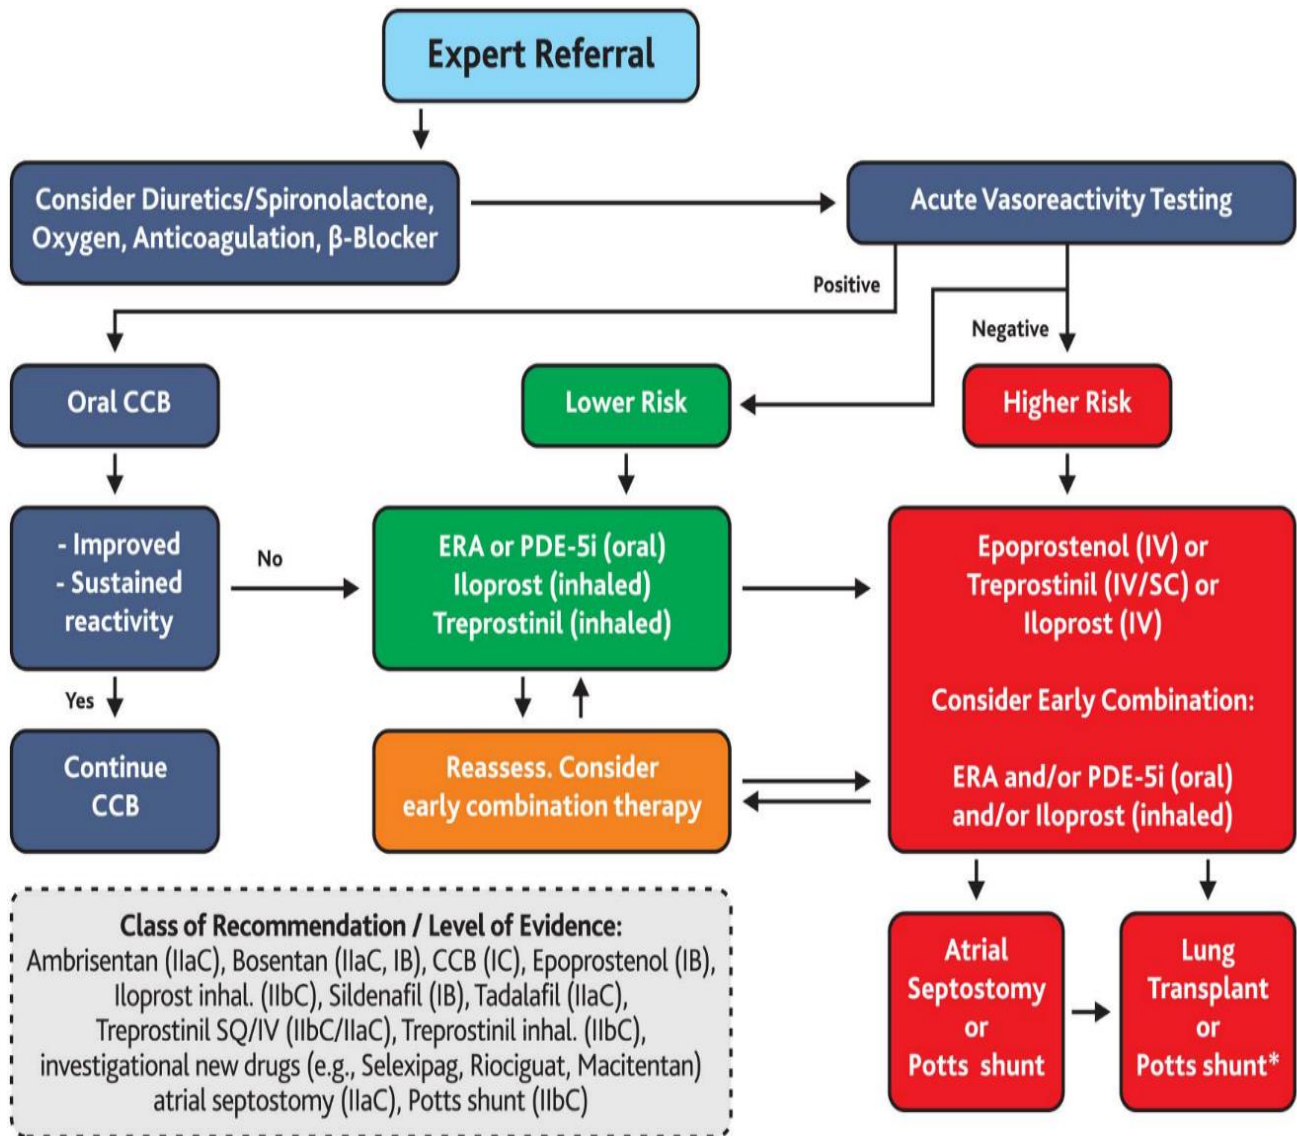 Expert Referral
Consider Diuretics/Spironolactone,
Oxygen, Anticoagulation, β-Blocker
Acute Vasoreactivity Testing
Positive
Negative
Oral CCB
Lower Risk
Higher Risk
- Improved
- Sustained
reactivity
No
ERA or PDE-5i (oral)
Iloprost (inhaled)
Treprostinil (inhaled)
Epoprostenol (IV) or
Treprostinil (IV/SC) or
Iloprost (IV)
Consider Early Combination:
ERA and/or PDE-5i (oral)
and/or Iloprost (inhaled)
Yes
Continue
CCB
Reassess. Consider
early combination therapy
Class of Recommendation / Level of Evidence:
Ambrisentan (IIaC), Bosentan (IIaC, IB), CCB (IC), Epoprostenol (IB),
Iloprost inhal. (IIbC), Sildenafil (IB), Tadalafil (IIaC),
Treprostinil SQ/IV (IIbC/IIaC), Treprostinil inhal. (IIbC),
investigational new drugs (e.g., Selexipag, Riociguat, Macitentan)
atrial septostomy (IIaC), Potts shunt (IIbC)
Atrial
Septostomy
or
Potts shunt
Lung
Transplant
or
Potts shunt*